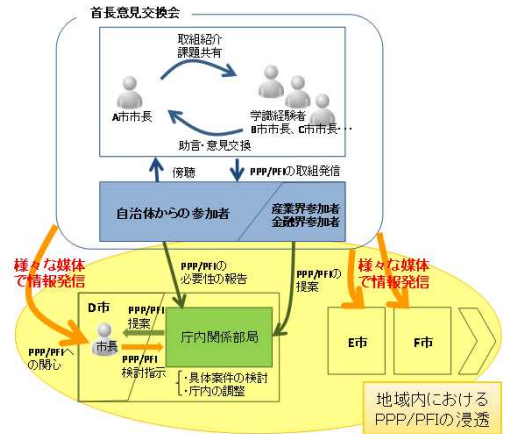 首長意見交換会
取組紹介
課題共有
A市市長
学識経験者
B市市長、C市市長・・・
助言・意見交換
傍聴
PPP/PFIの取組発信
自治体からの参加者
産業界参加者
金融界参加者
様々な媒体
で情報発信
PPP/PFIの
必要性の報告
PPP/PFIの
提案
様々な媒体
で情報発信
D市
市長
PPP/PFI
提案
庁内関係部局
PPP/PFIへ
の関心
PPP/PFI
検討指示
・具体案件の検討
・庁内の調整
E市
F市
地域内における
PPP/PFIの浸透